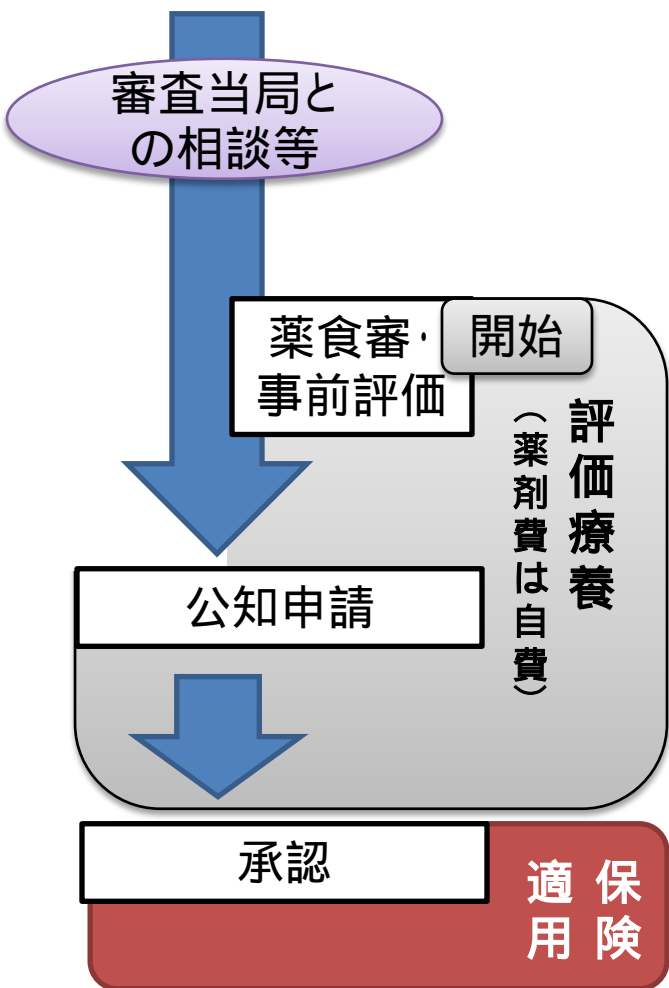 審査当局と
の相談等
薬食審・
事前評価
開始
評価療養
（薬剤費は自費）
公知申請
承認
保険
適用